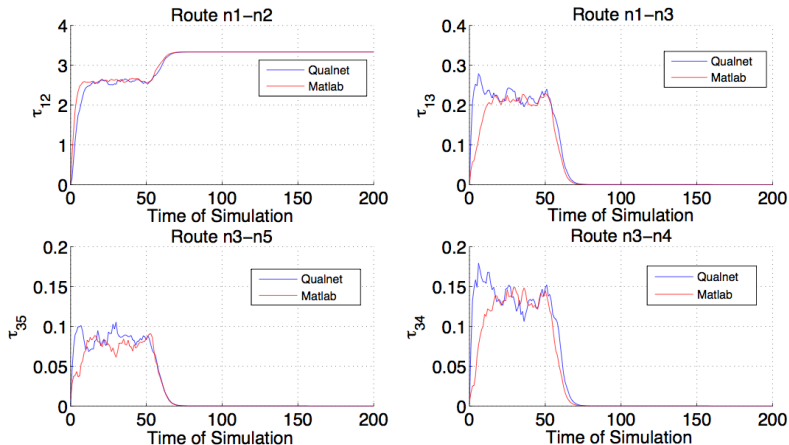 Route n1−n2
4
3
2
1
0
τ12
0 50 100 150 200
Time of Simulation
Qualnet
Matlab
Route n1−n3
0.4
0.3
0.2
0.1
0
τ13
0 50 100 150 200
Time of Simulation
Qualnet
Matlab
Route n3−n5
0.2
0.15
0.1
0.05
0
τ35
0 50 100 150 200
Time of Simulation
Qualnet
Matlab
Route n3−n4
0.2
0.15
0.1
0.05
0
τ34
0 50 100 150 200
Time of Simulation
Qualnet
Matlab